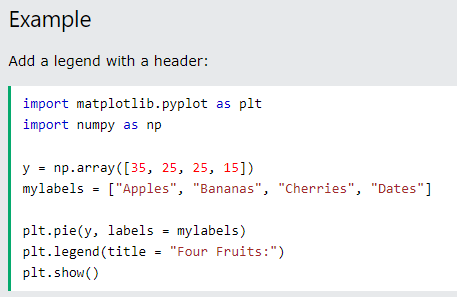 Example
Add a legend with a header:
import matplotlib.pyplot as plt
import numpy as np
y = np.array([35, 25, 25, 15])
mylabels = ["Apples", "Bananas", "Cherries", "Dates"]
plt.pie(y, labels = mylabels)
plt.legend(title = "Four Fruits:")
plt.show()